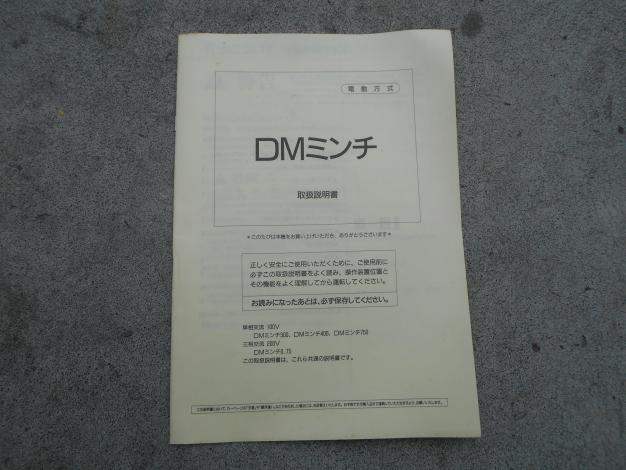 電動方式
DMミンチ
取扱説明書
＊このたびは本機をお買い上げいただき、ありがとうございます＊
正しく安全にご使用いただくために、ご使用前に
必ずこの取扱説明書をよく読み、操作装置位置と
その機能をよく理解してから運転してください。
お読みになったあとは、必ず保存してください。
単相交流 100V
DMミンチ500、DMミンチ400、DMミンチ750
三相交流 200V
DMミンチ0.75
この取扱説明書は、これら共通の説明書です。